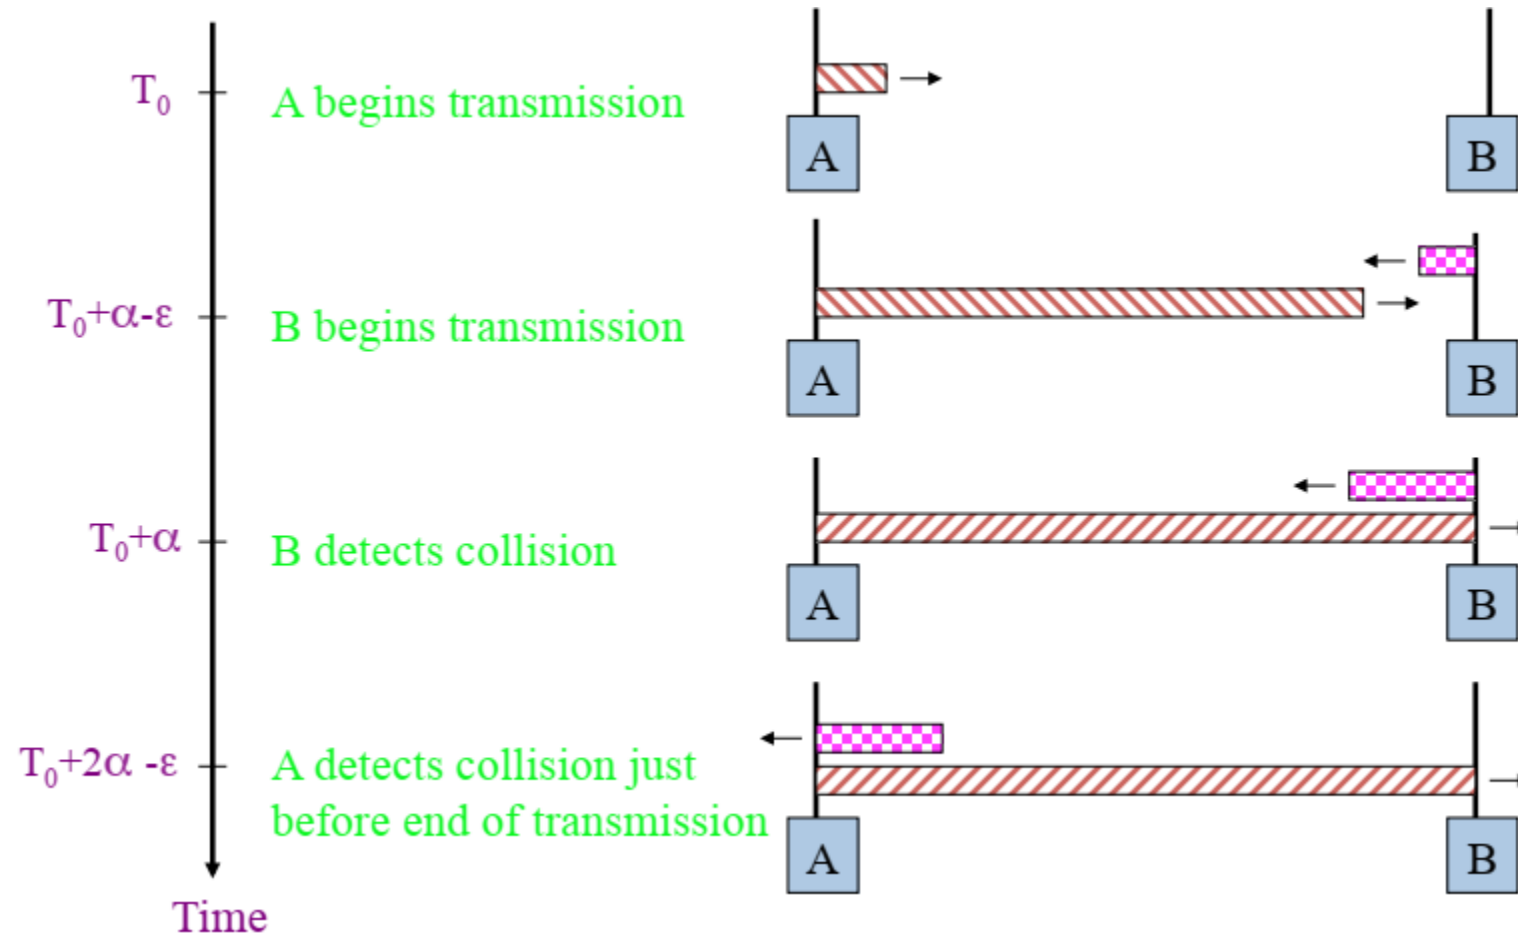 T₀ A begins transmission
A B
T₀+α-ε B begins transmission
A B
T₀+α B detects collision
A B
T₀+2α -ε A detects collision just
before end of transmission
A B
Time